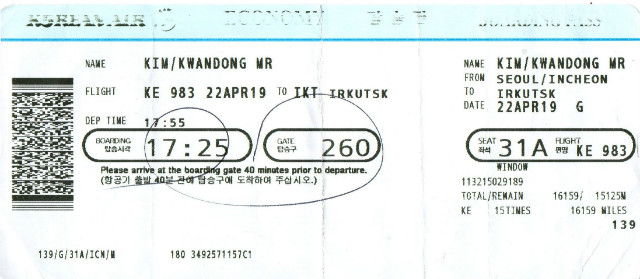 KOREAN AIR ECONOMY 탑승권 BOARDING PASS
NAME KIM/KWANDONG MR
FLIGHT KE 983 22APR19 TO IKT IRKUTSK
DEP TIME 17:55
BOARDING 탑승시각 17:25 GATE 탑승구 260
Please arrive at the boarding gate 40 minutes prior to departure.
(항공기 출발 40분 전에 탑승구에 도착하여 주십시오.)
139/G/31A/ICN/M 180 3492571157C1
NAME KIM/KWANDONG MR
FROM SEOUL/INCHEON
TO IRKUTSK
DATE 22APR19 G
SEAT 좌석 31A FLIGHT 편명 KE 983
WINDOW
113215029189
TOTAL/REMAIN 16159/ 15125M
KE 15TIMES 16159 MILES
139